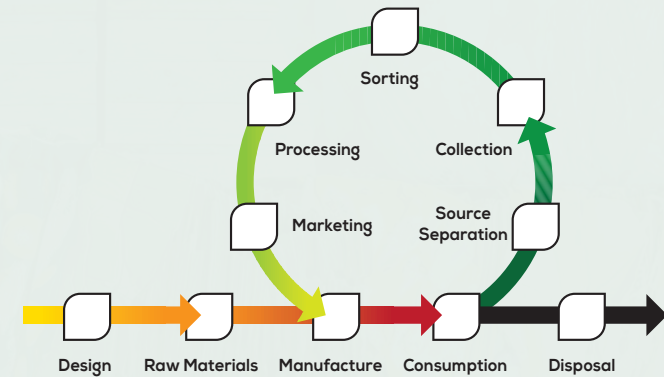 Sorting
Processing
Collection
Marketing
Source
Separation
Design
Raw Materials
Manufacture
Consumption
Disposal